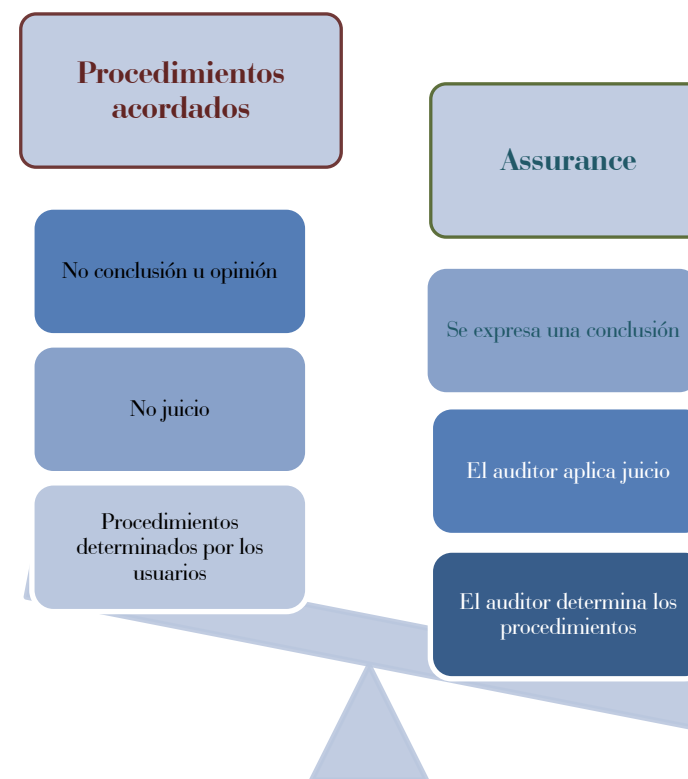 Procedimientos
acordados
No conclusión u opinión
No juicio
Procedimientos
determinados por los
usuarios
Assurance
Se expresa una conclusión
El auditor aplica juicio
El auditor determina los
procedimientos